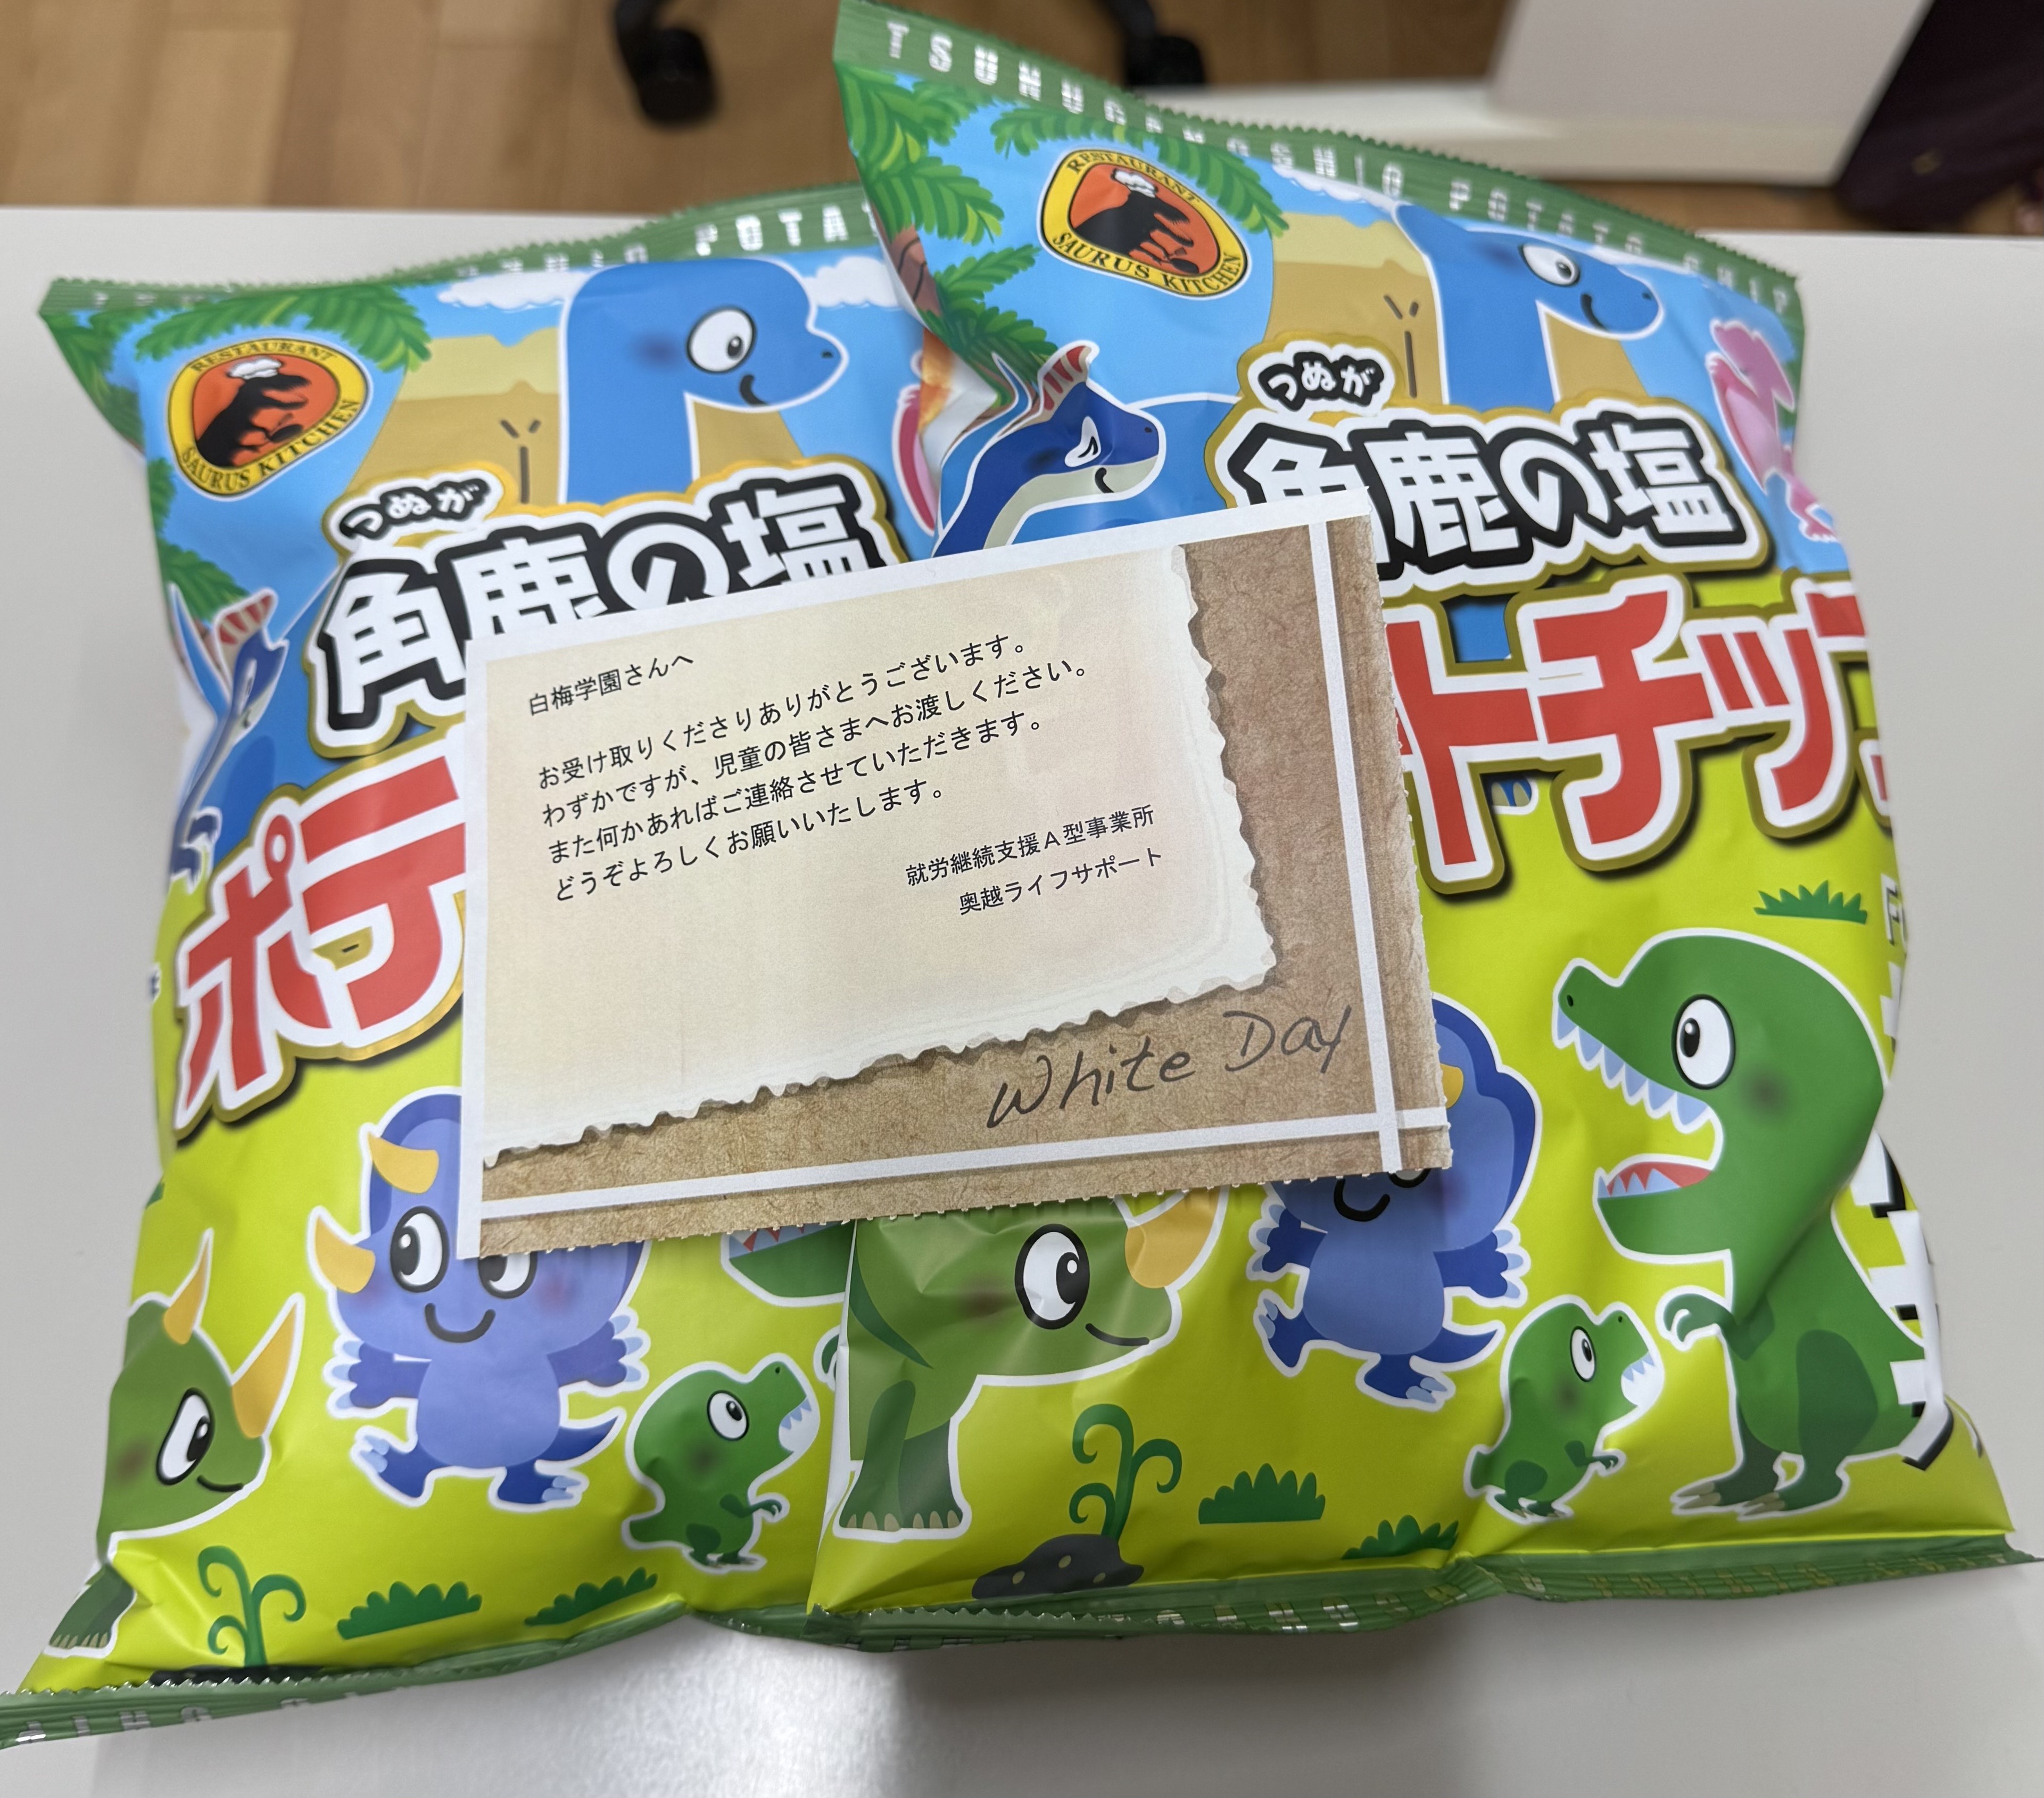 TSUNUGANOSHIO POTATO CHIP
RESTAURANT
SAURUS KITCHEN
つぬが
角鹿の塩
トチッ
POTA
RESTAURANT
SAURUS KITCHEN
つぬが
角鹿の塩
ポテ
白梅学園さんへ
お受け取りくださりありがとうございます。
わずかですが、児童の皆さまへお渡しください。
また何かあればご連絡させていただきます。
どうぞよろしくお願いいたします。
就労継続支援A型事業所
奥越ライフサポート
White Day